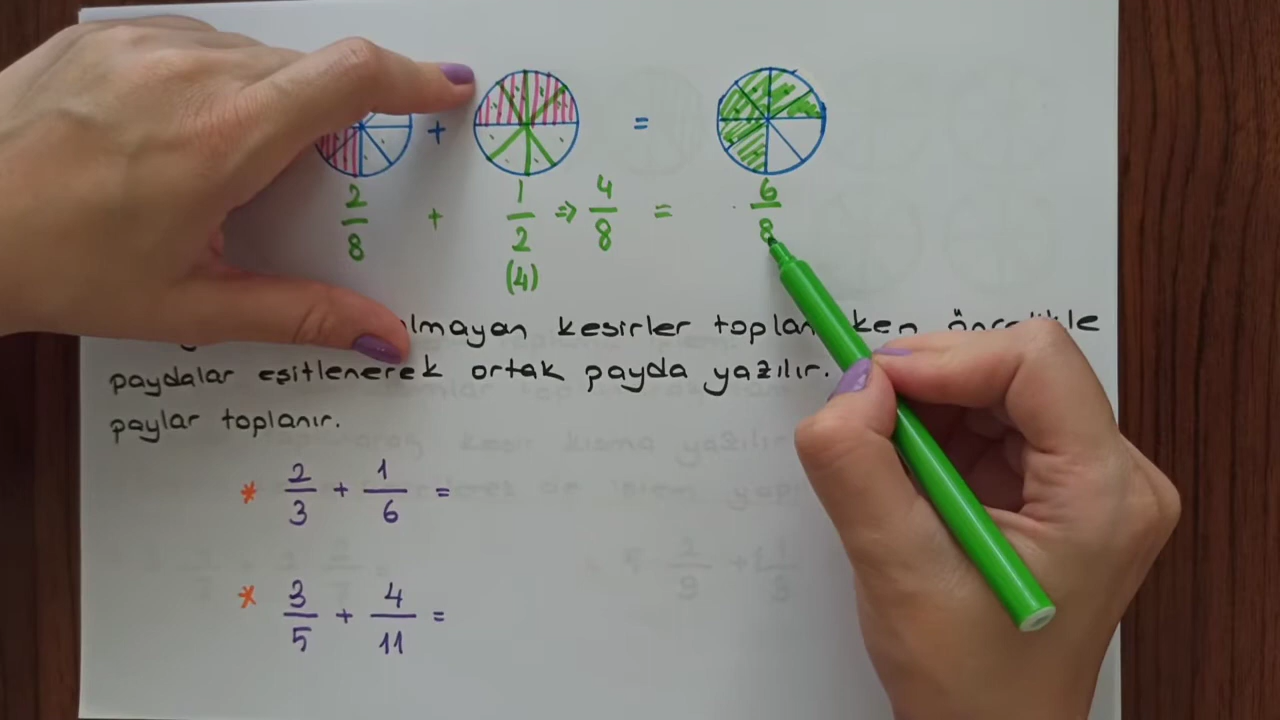 + =
2/8 + 1/2 ⇒ 4/8 = 6/8
(4)
kesirler
paydalar eşitlenerek ortak payda yazılır.
paylar toplanır.
* 2/3 + 1/6 =
* 3/5 + 4/11 =